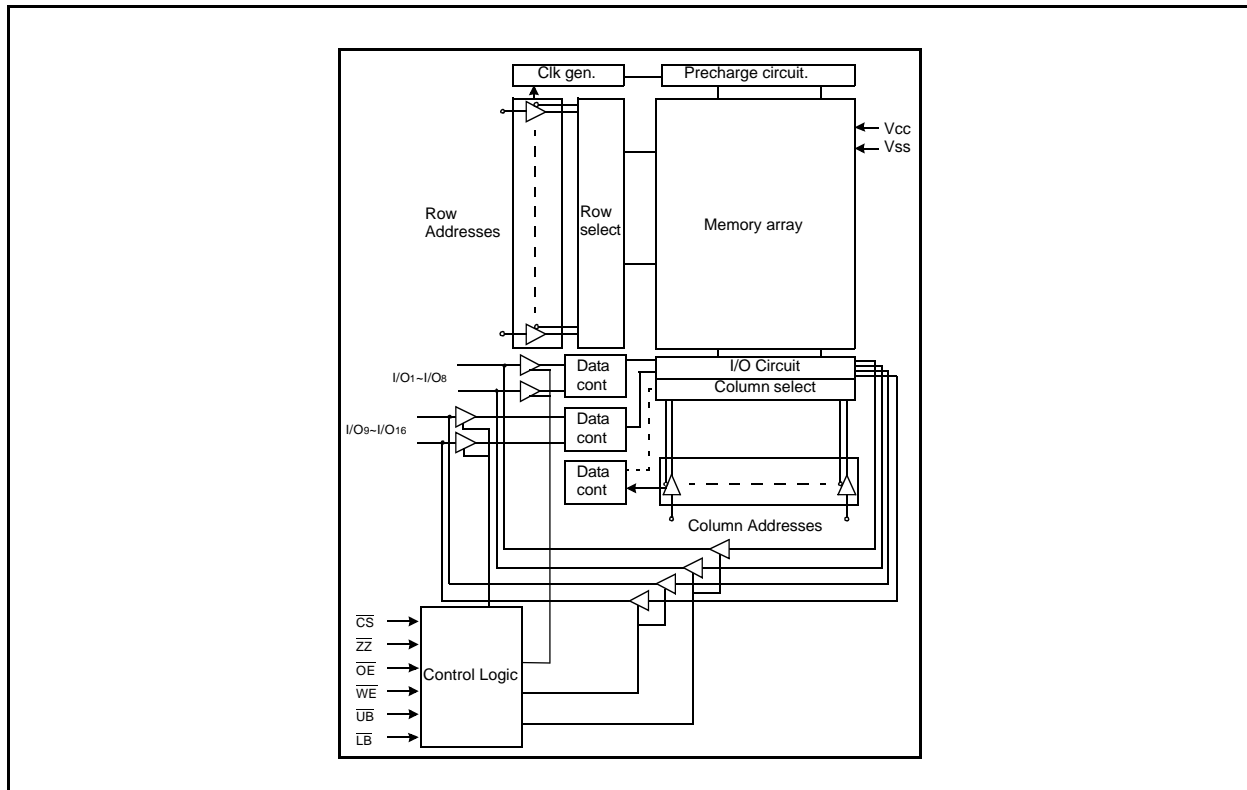 Clk gen.
Precharge circuit.
Vcc
Vss
Row
Addresses
Row
select
Memory array
I/O1~I/O8
Data
cont
I/O Circuit
Column select
I/O9~I/O16
Data
cont
Data
cont
Column Addresses
CS
ZZ
OE
WE
UB
LB
Control Logic